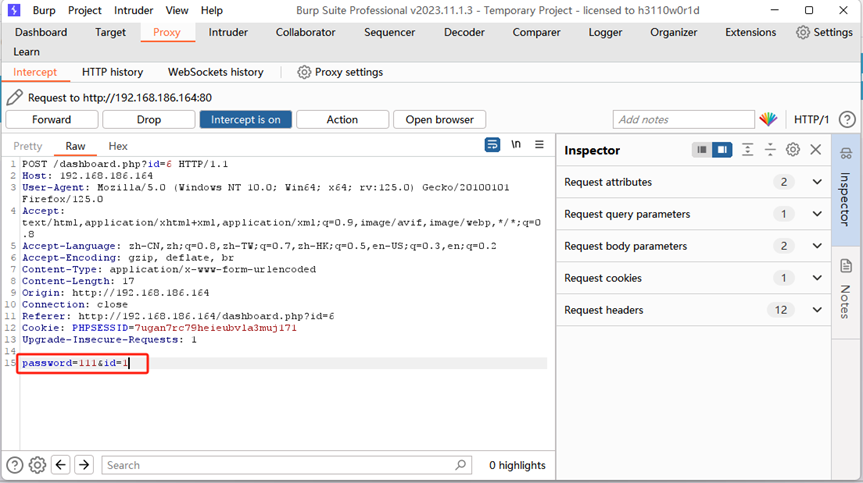 Burp Project Intruder View Help Burp Suite Professional v2023.11.1.3 - Temporary Project - licensed to h3110w0r1d
Dashboard Target Proxy Intruder Collaborator Sequencer Decoder Comparer Logger Organizer Extensions Settings
Learn
Intercept HTTP history WebSockets history Proxy settings
Request to http://192.168.186.164:80
Forward Drop Intercept is on Action Open browser Add notes HTTP/1
Pretty Raw Hex \n
1 POST /dashboard.php?id=6 HTTP/1.1
2 Host: 192.168.186.164
3 User-Agent: Mozilla/5.0 (Windows NT 10.0; Win64; x64; rv:125.0) Gecko/20100101
Firefox/125.0
4 Accept:
text/html,application/xhtml+xml,application/xml;q=0.9,image/avif,image/webp,*/*;q=0
.8
5 Accept-Language: zh-CN,zh;q=0.8,zh-TW;q=0.7,zh-HK;q=0.5,en-US;q=0.3,en;q=0.2
6 Accept-Encoding: gzip, deflate, br
7 Content-Type: application/x-www-form-urlencoded
8 Content-Length: 17
9 Origin: http://192.168.186.164
10 Connection: close
11 Referer: http://192.168.186.164/dashboard.php?id=6
12 Cookie: PHPSESSID=7ugan7rc79heieubvla3muj171
13 Upgrade-Insecure-Requests: 1
14
15 password=111&id=1
Inspector
Request attributes 2
Request query parameters 1
Request body parameters 2
Request cookies 1
Request headers 12
Inspector
Notes
Search 0 highlights